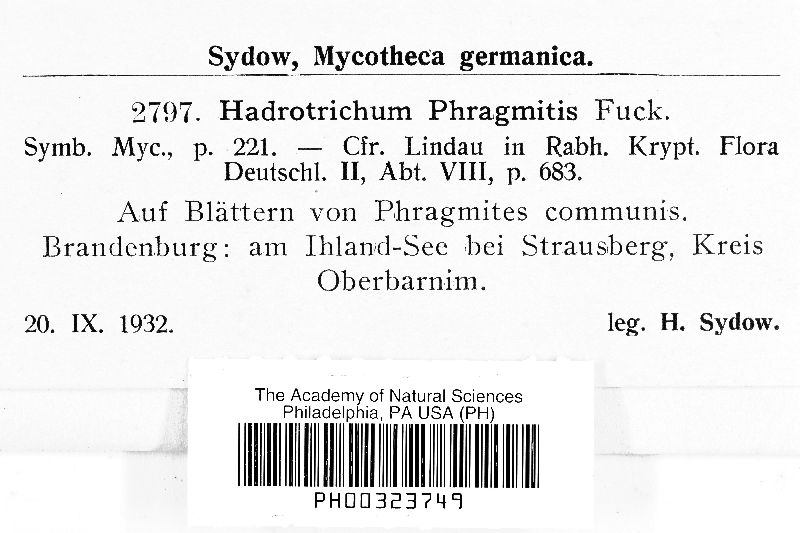 Sydow, Mycotheca germanica.
2797. Hadrotrichum Phragmitis Fuck.
Symb. Myc., p. 221. — Cfr. Lindau in Rabh. Krypt. Flora
Deutschl. II, Abt. VIII, p. 683.
Auf Blättern von Phragmites communis.
Brandenburg: am Ihland-See bei Strausberg, Kreis
Oberbarnim.
20. IX. 1932. leg. H. Sydow.
The Academy of Natural Sciences
Philadelphia, PA USA (PH)
PH00323749